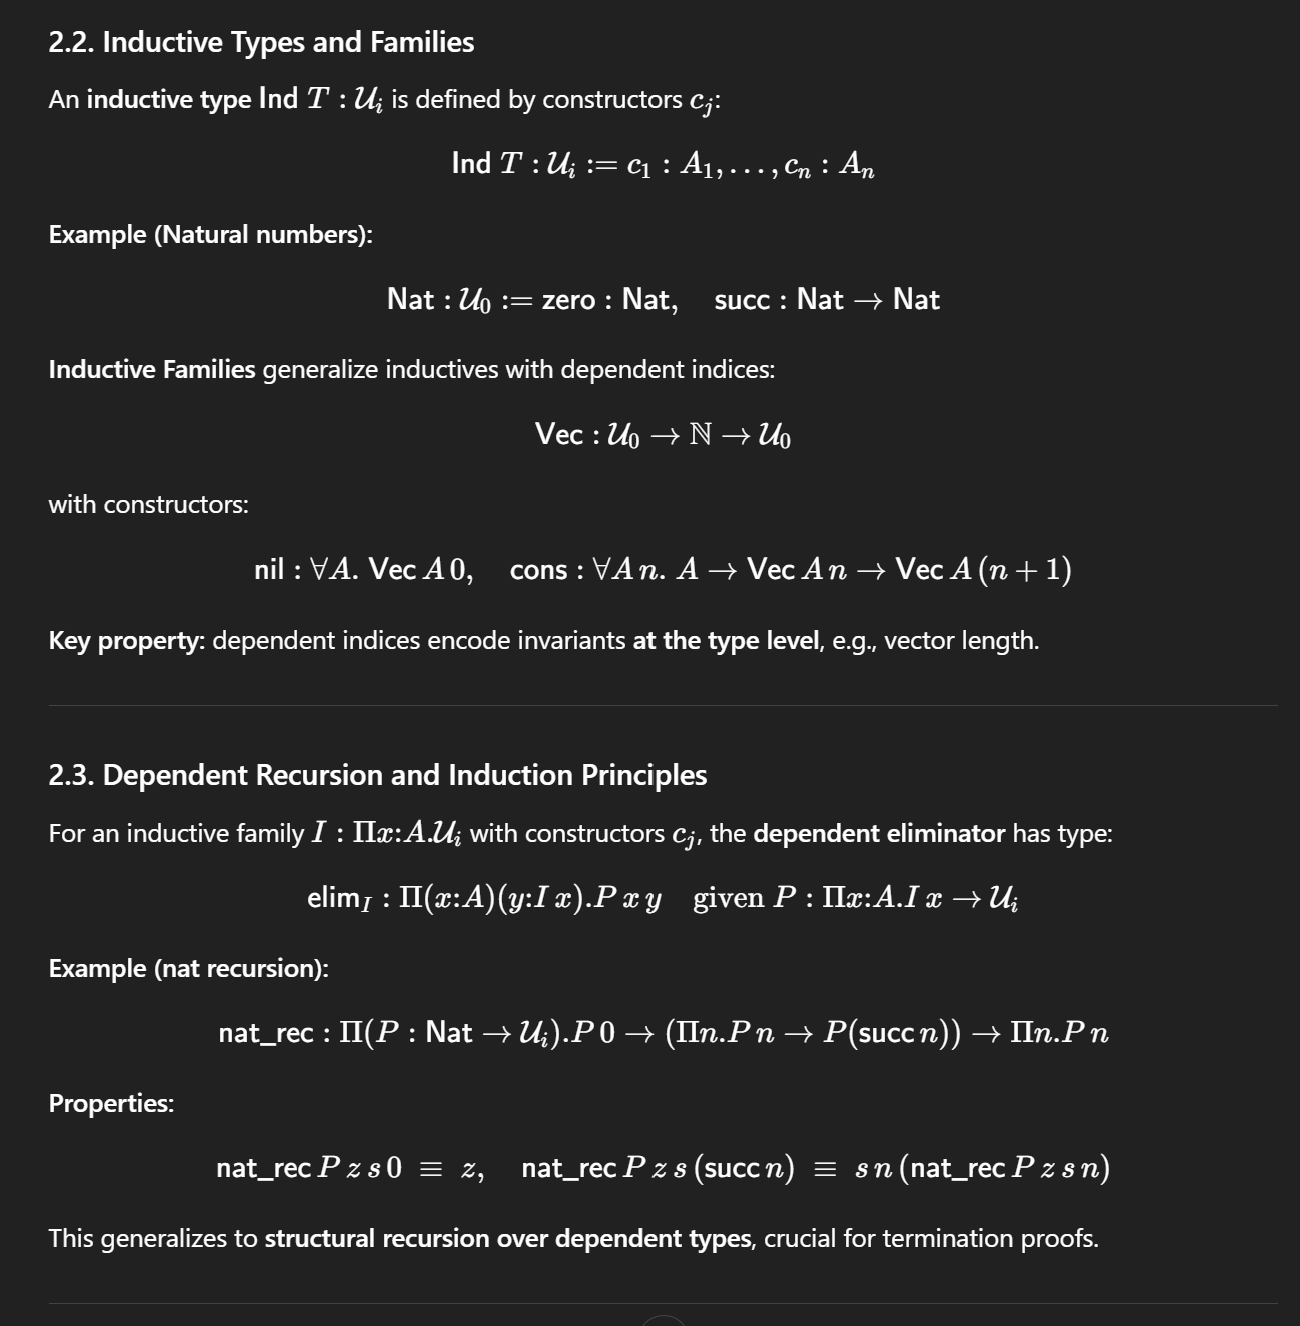 2.2. Inductive Types and Families
An inductive type Ind T : 𝒰ᵢ is defined by constructors cⱼ:
Ind T : 𝒰ᵢ := c₁ : A₁, . . . , cₙ : Aₙ
Example (Natural numbers):
Nat : 𝒰₀ := zero : Nat, succ : Nat → Nat
Inductive Families generalize inductives with dependent indices:
Vec : 𝒰₀ → ℕ → 𝒰₀
with constructors:
nil : ∀A. Vec A 0, cons : ∀A n. A → Vec A n → Vec A (n + 1)
Key property: dependent indices encode invariants at the type level, e.g., vector length.
2.3. Dependent Recursion and Induction Principles
For an inductive family I : Πx:A.𝒰ᵢ with constructors cⱼ, the dependent eliminator has type:
elim_I : Π(x:A)(y:I x).P x y given P : Πx:A.I x → 𝒰ᵢ
Example (nat recursion):
nat_rec : Π(P : Nat → 𝒰ᵢ).P 0 → (Πn.P n → P(succ n)) → Πn.P n
Properties:
nat_rec P z s 0 ≡ z, nat_rec P z s (succ n) ≡ s n (nat_rec P z s n)
This generalizes to structural recursion over dependent types, crucial for termination proofs.